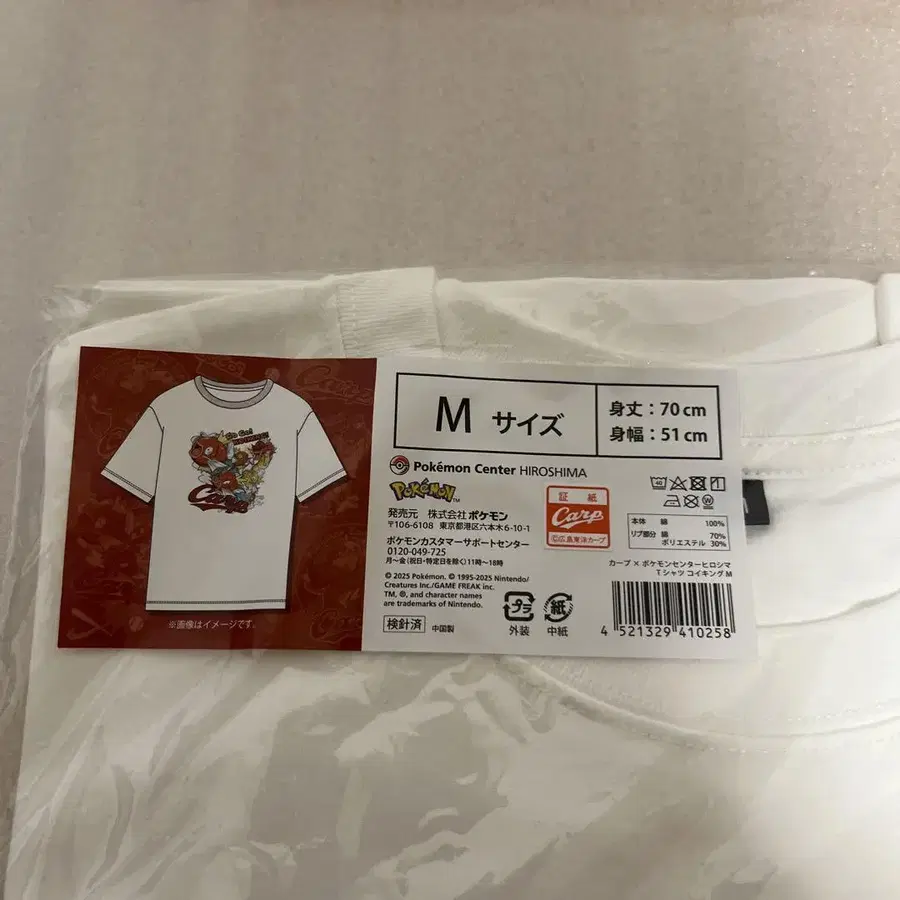 Go Go!
Carp
※画像はイメージです。
M サイズ
身丈：70cm
身幅：51cm
Pokémon Center HIROSHIMA
Pokémon™
発売元 株式会社ポケモン
〒106-6108 東京都港区六本木6-10-1
ポケモンカスタマーサポートセンター
0120-049-725
月～金（祝日・特定日を除く）11時～18時
© 2025 Pokémon. © 1995-2025 Nintendo/
Creatures Inc./GAME FREAK inc.
TM, ®, and character names
are trademarks of Nintendo.
検針済 中国製
証紙
Carp
©広島東洋カープ
プラ
外装
紙
中紙
40
本体 綿 100%
リブ部分 綿 70%
ポリエステル 30%
カープ × ポケモンセンターヒロシマ
Tシャツ コイキング M
4 521329 410258